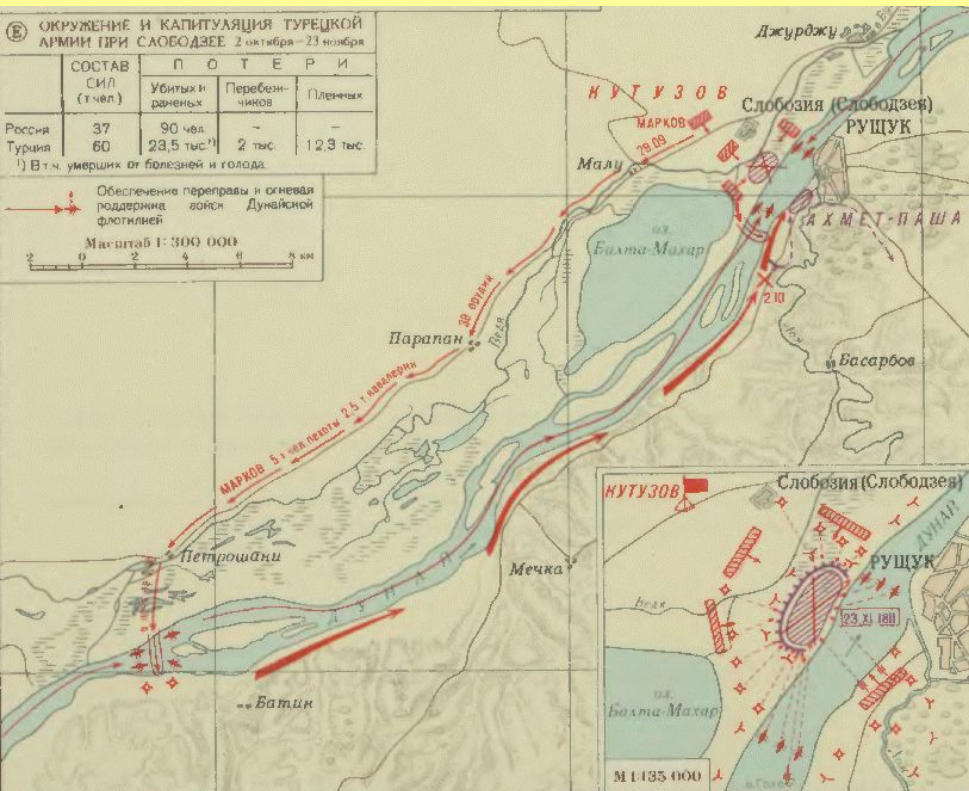 Е ОКРУЖЕНИЕ И КАПИТУЛЯЦИЯ ТУРЕЦКОЙ
АРМИИ ПРИ СЛОБОДЗЕЕ 2 октября–23 ноября
СОСТАВ СИЛ (т.чел.)
ПОТЕРИ
Убитых и раненых
Перебежчиков
Пленных
Россия 37 90 чел. – –
Турция 60 23,5 тыс.¹) 2 тыс. 12,3 тыс.
¹) В т.ч. умерших от болезней и голода.
Обеспечение переправы и огневая
поддержка войск Дунайской
флотилией
Масштаб 1:300 000
2 0 2 4 6 8 км
Джурджу
КУТУЗОВ
Слобозия (Слободзея)
МАРКОВ
РУЩУК
29.09
Малу
АХМЕТ-ПАША
оз.
Балта-Махар
2.10
38 орудий
Парапан
Ведя
Лом
Басарбов
МАРКОВ 5 т. чел. пехоты 2,5 т. кавалерии
Петрошани
Мечка
ДУНАЙ
Батин
КУТУЗОВ
Слобозия (Слободзея)
ДУНАЙ
РУЩУК
Ведя
23.XI.1811
оз.
Балта-Махар
М 1:135 000